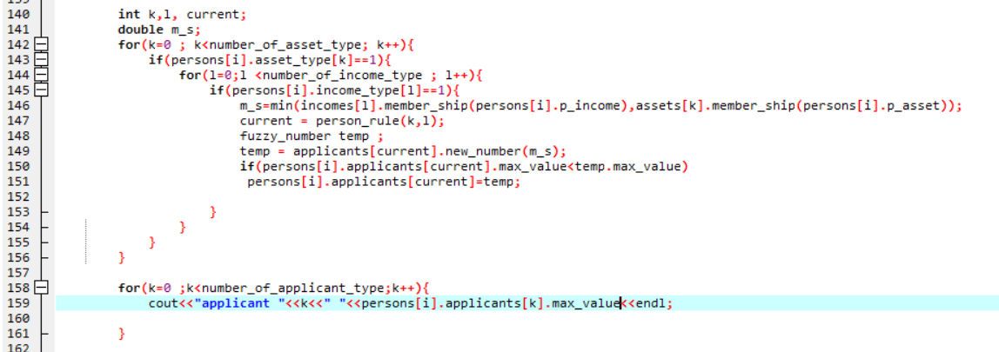 140 int k,l, current;
141 double m_s;
142 for(k=0 ; k<number_of_asset_type; k++){
143 if(persons[i].asset_type[k]==1){
144 for(l=0;l <number_of_income_type ; l++){
145 if(persons[i].income_type[l]==1){
146 m_s=min(incomes[l].member_ship(persons[i].p_income),assets[k].member_ship(persons[i].p_asset));
147 current = person_rule(k,l);
148 fuzzy_number temp ;
149 temp = applicants[current].new_number(m_s);
150 if(persons[i].applicants[current].max_value<temp.max_value)
151 persons[i].applicants[current]=temp;
152
153 }
154 }
155 }
156 }
157
158 for(k=0 ;k<number_of_applicant_type;k++){
159 cout<<"applicant "<<k<<" "<<persons[i].applicants[k].max_value<<endl;
160
161 }
162